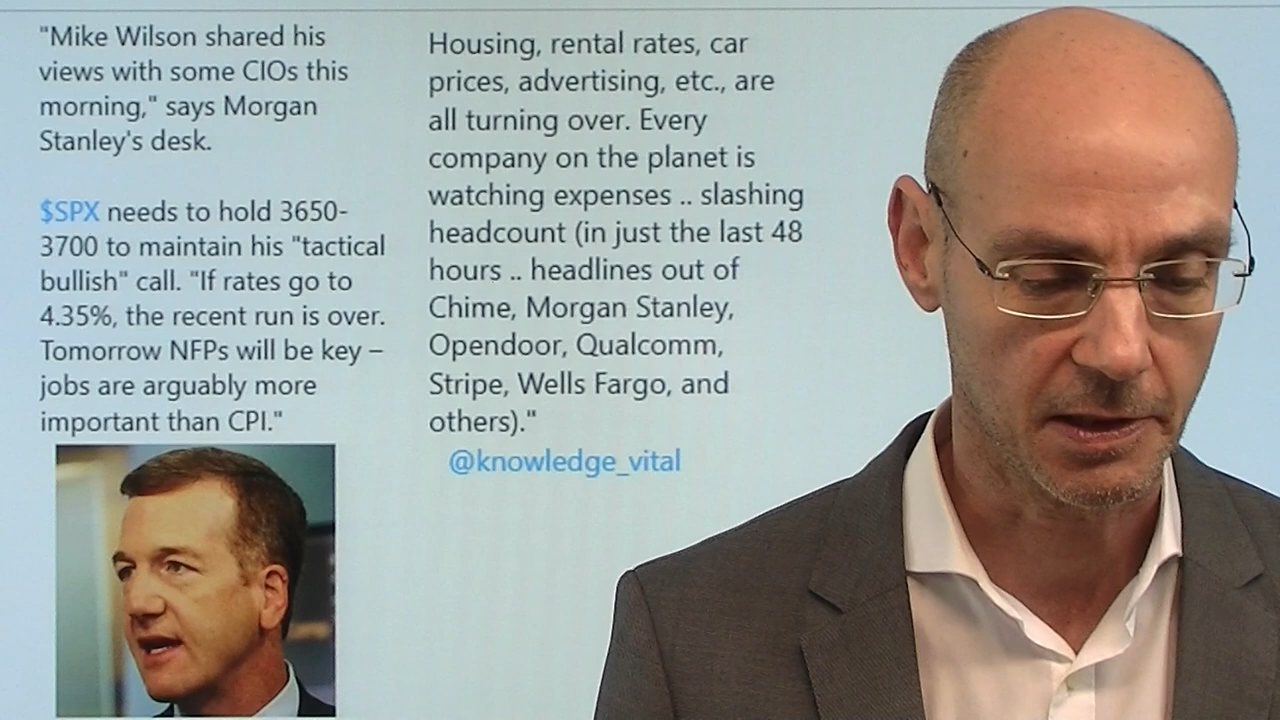 "Mike Wilson shared his
views with some CIOs this
morning," says Morgan
Stanley's desk.
$SPX needs to hold 3650-
3700 to maintain his "tactical
bullish" call. "If rates go to
4.35%, the recent run is over.
Tomorrow NFPs will be key –
jobs are arguably more
important than CPI."
Housing, rental rates, car
prices, advertising, etc., are
all turning over. Every
company on the planet is
watching expenses .. slashing
headcount (in just the last 48
hours .. headlines out of
Chime, Morgan Stanley,
Opendoor, Qualcomm,
Stripe, Wells Fargo, and
others)."
@knowledge_vital